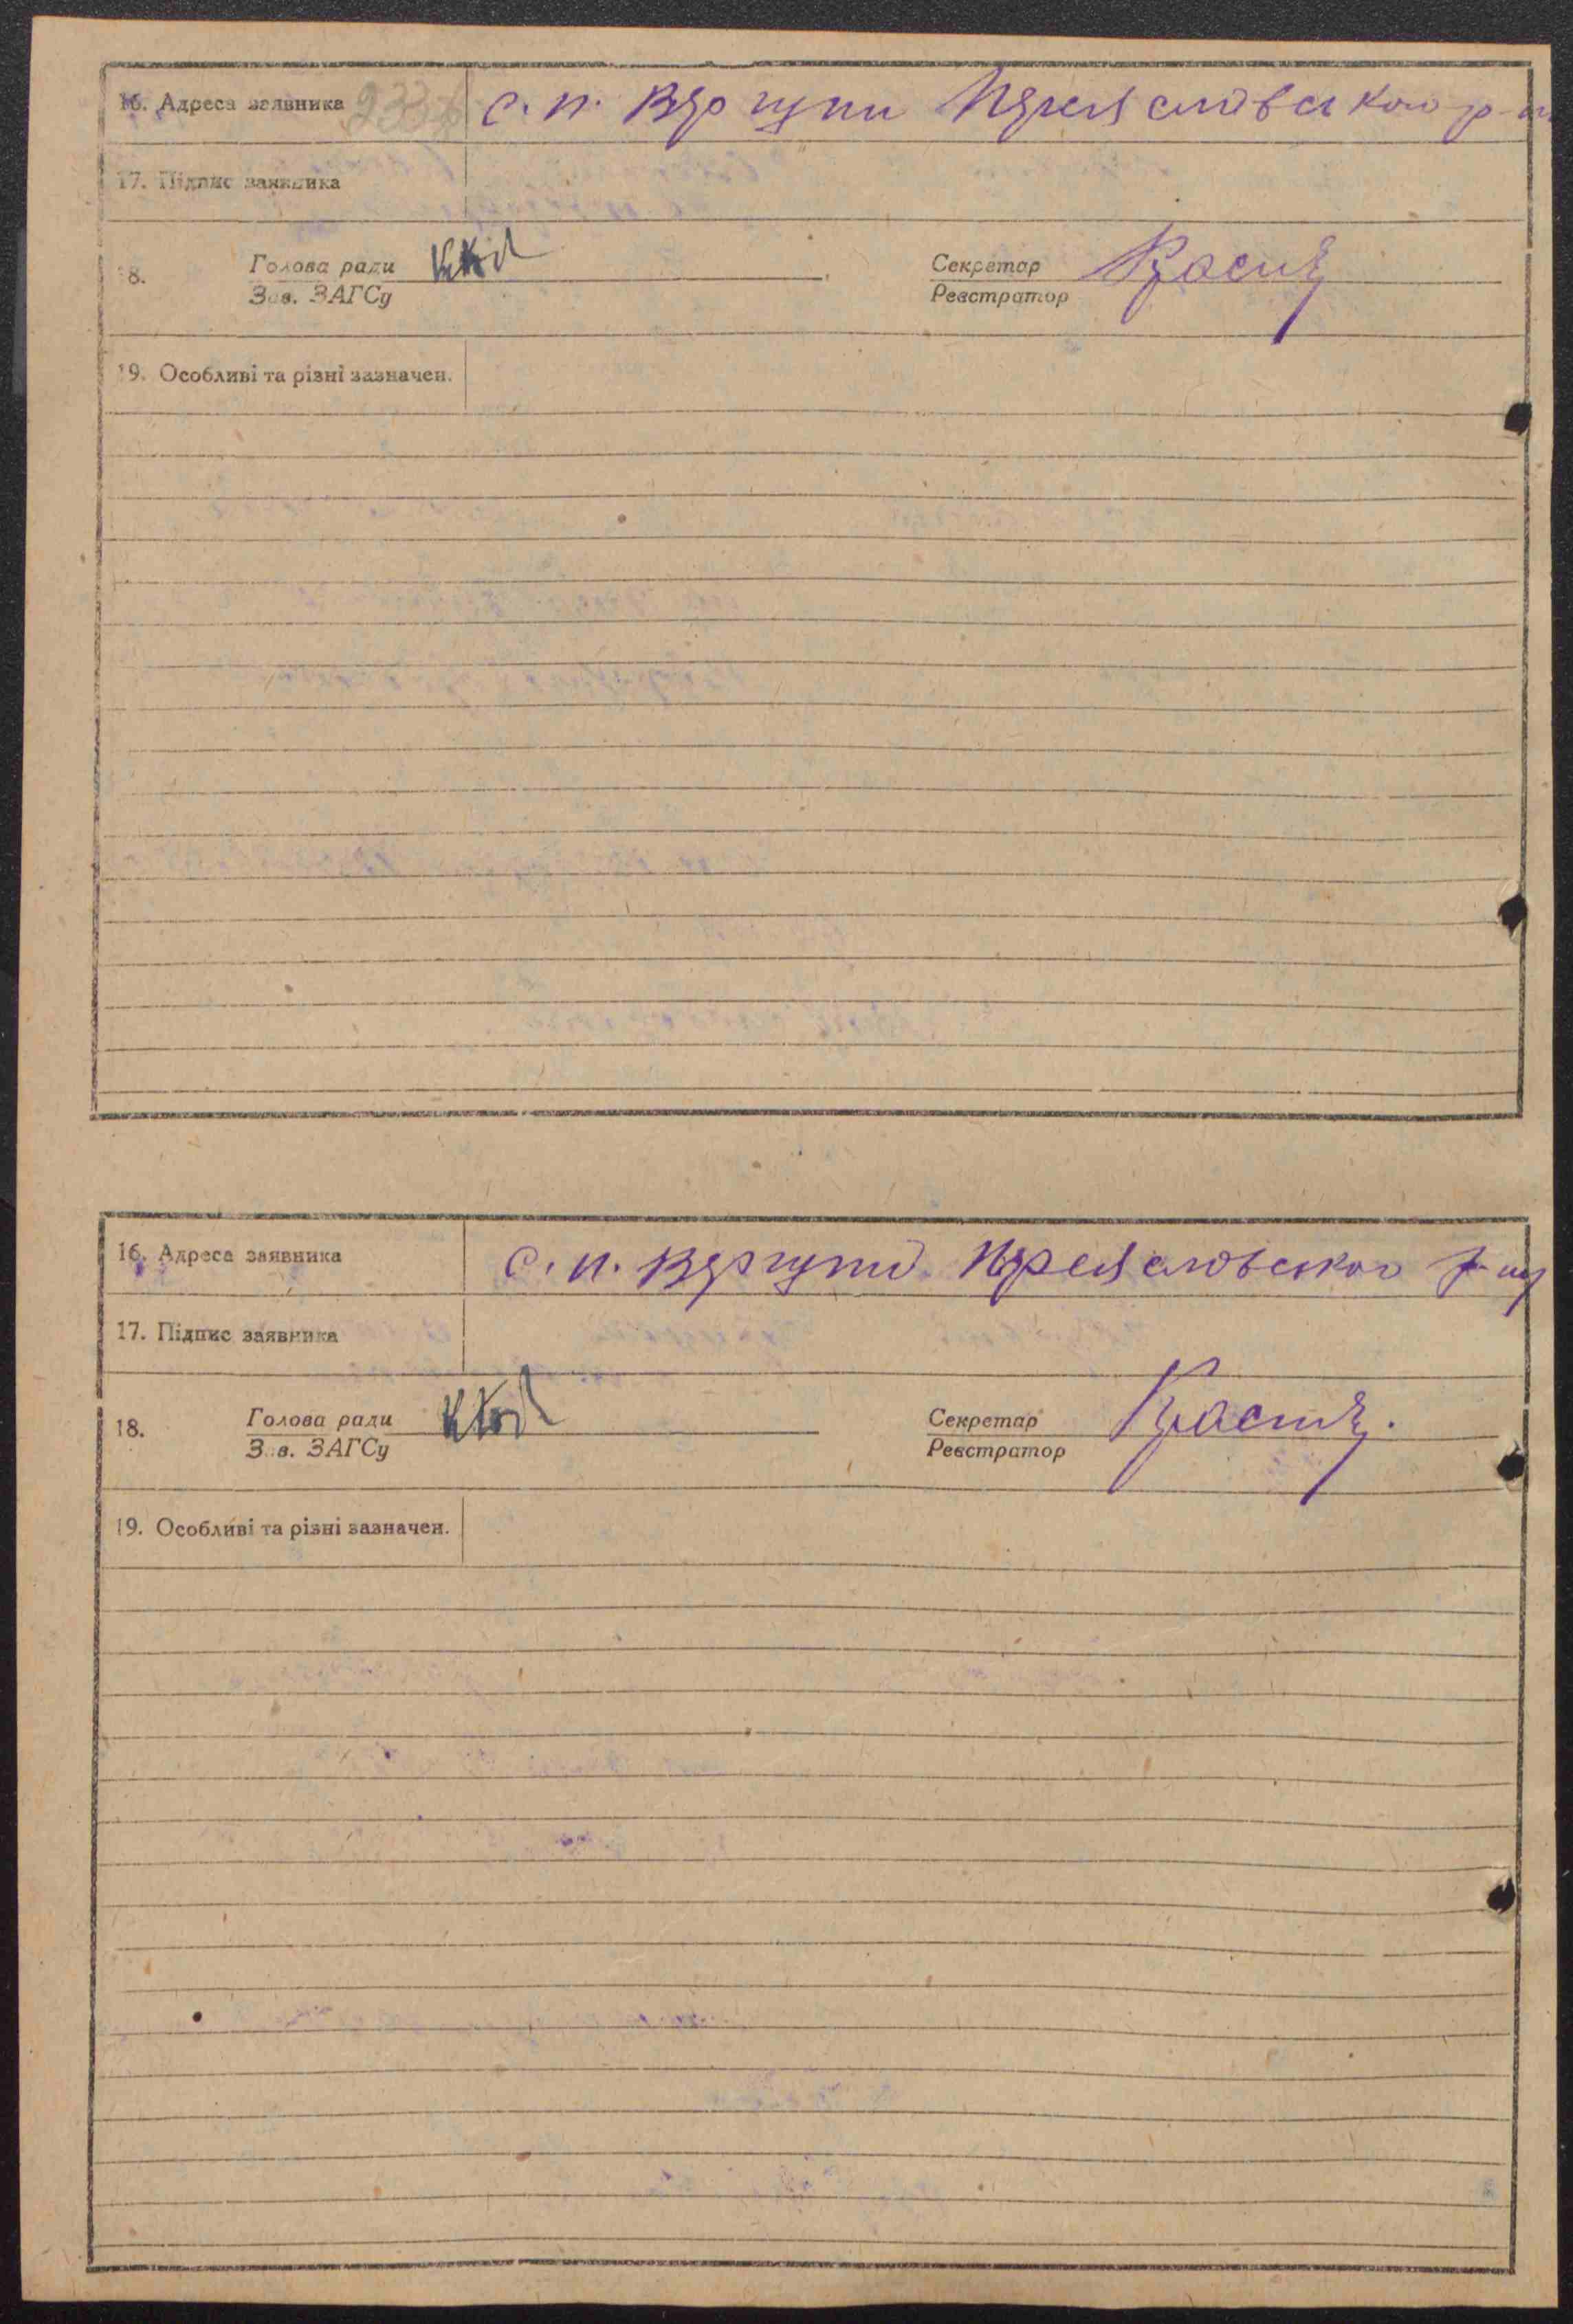 16. Адреса заявника с. п. Вергуни Переясловського р-ну
17. Підпис заявника
18. Голова ради Секретар
Зав. ЗАГСу Реєстратор
19. Особливі та різні зазначен.
16. Адреса заявника с. п. Вергуни Переясловського р-ну
17. Підпис заявника
18. Голова ради Секретар
Зав. ЗАГСу Реєстратор
19. Особливі та різні зазначен.